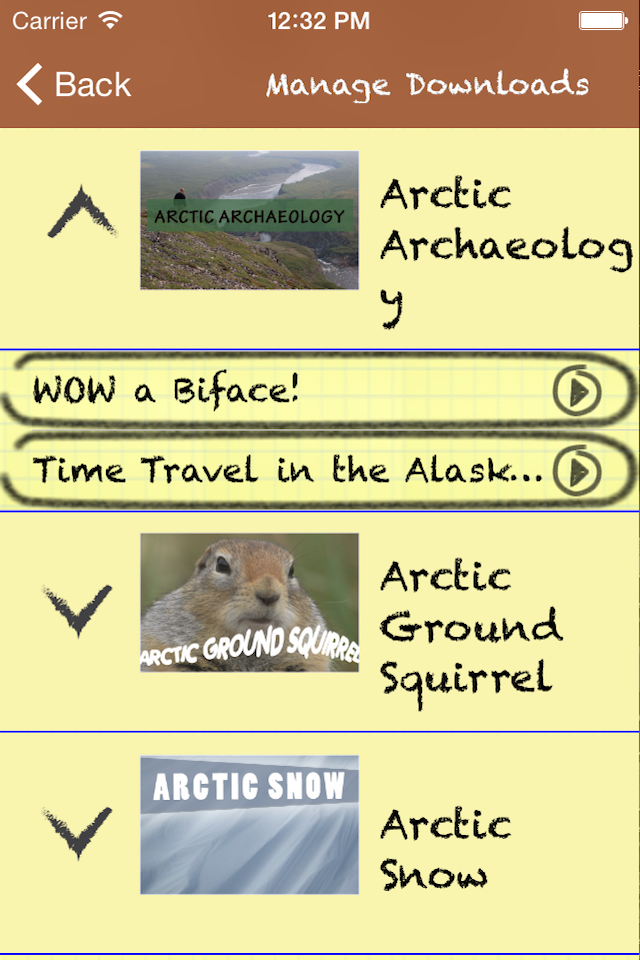 Carrier 12:32 PM
Back Manage Downloads
ARCTIC ARCHAEOLOGY
Arctic
Archaeolog
y
WOW a Biface!
Time Travel in the Alask...
ARCTIC GROUND SQUIRREL
Arctic
Ground
Squirrel
ARCTIC SNOW
Arctic
Snow